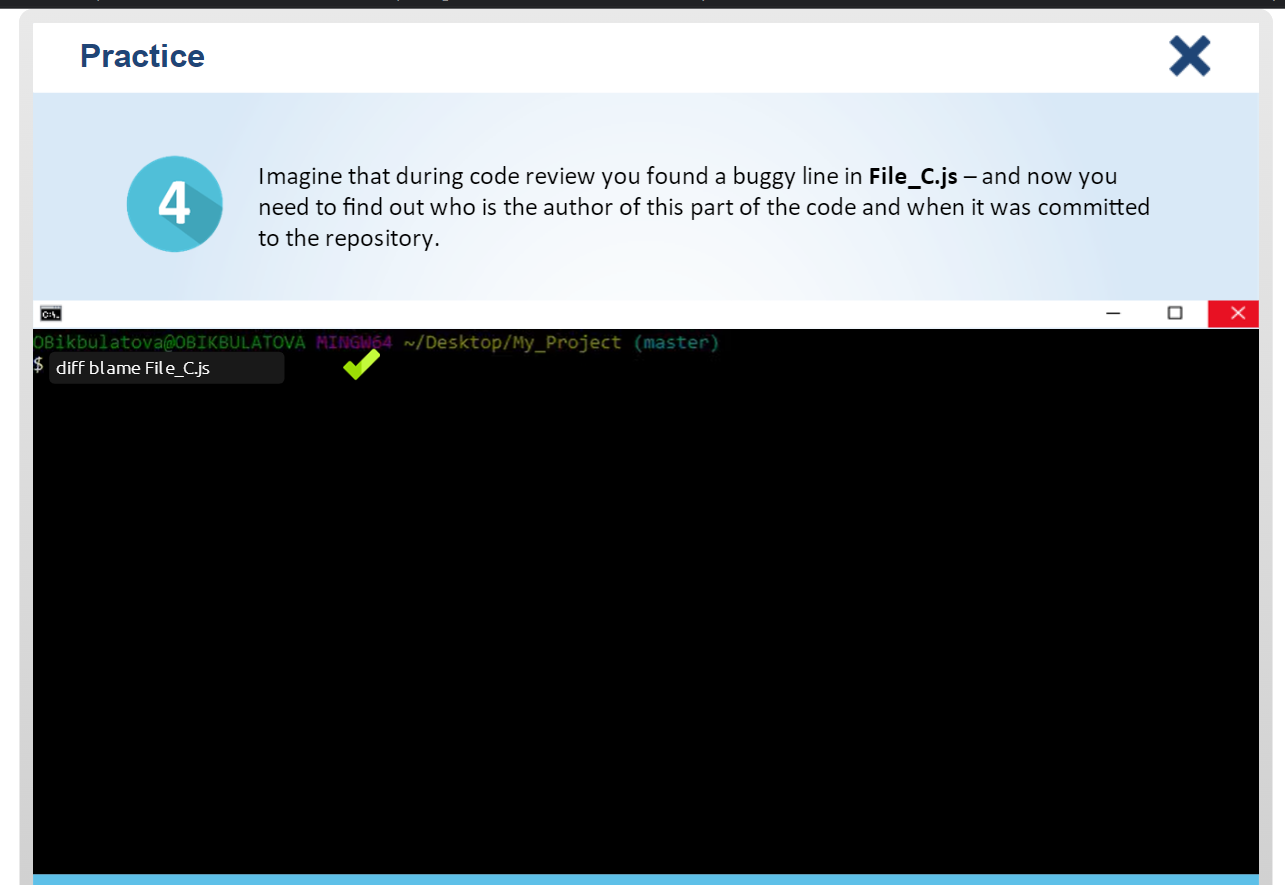 Practice
4
Imagine that during code review you found a buggy line in File_C.js – and now you
need to find out who is the author of this part of the code and when it was committed
to the repository.
C:\_
OBikbulatova@OBIKBULATOVA MINGW64 ~/Desktop/My_Project (master)
$ diff blame File_C.js